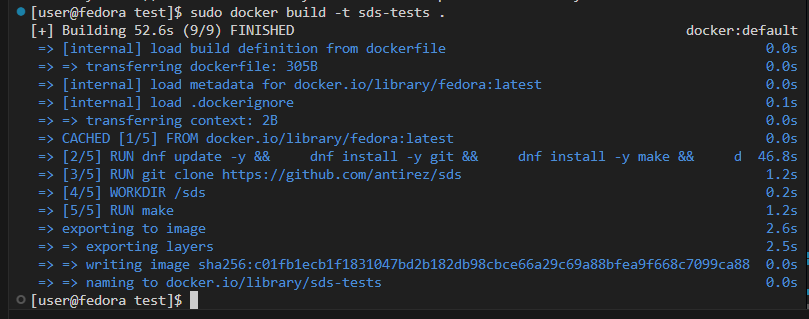 [user@fedora test]$ sudo docker build -t sds-tests .
[+] Building 52.6s (9/9) FINISHED docker:default
=> [internal] load build definition from dockerfile 0.0s
=> => transferring dockerfile: 305B 0.0s
=> [internal] load metadata for docker.io/library/fedora:latest 0.0s
=> [internal] load .dockerignore 0.1s
=> => transferring context: 2B 0.0s
=> CACHED [1/5] FROM docker.io/library/fedora:latest 0.0s
=> [2/5] RUN dnf update -y && dnf install -y git && dnf install -y make && d 46.8s
=> [3/5] RUN git clone https://github.com/antirez/sds 1.2s
=> [4/5] WORKDIR /sds 0.2s
=> [5/5] RUN make 1.2s
=> exporting to image 2.6s
=> => exporting layers 2.5s
=> => writing image sha256:c01fb1ecb1f1831047bd2b182db98cbce66a29c69a88bfea9f668c7099ca88 0.0s
=> => naming to docker.io/library/sds-tests 0.0s
[user@fedora test]$